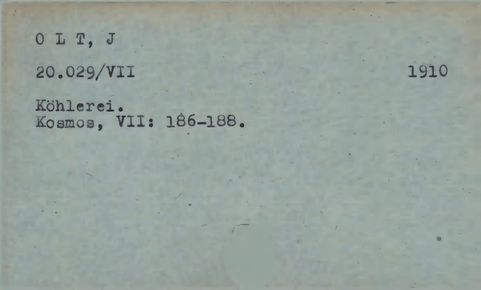 O L T, J
20.029/VII 1910
Köhlerei.
Kosmos, VII: 186-188.